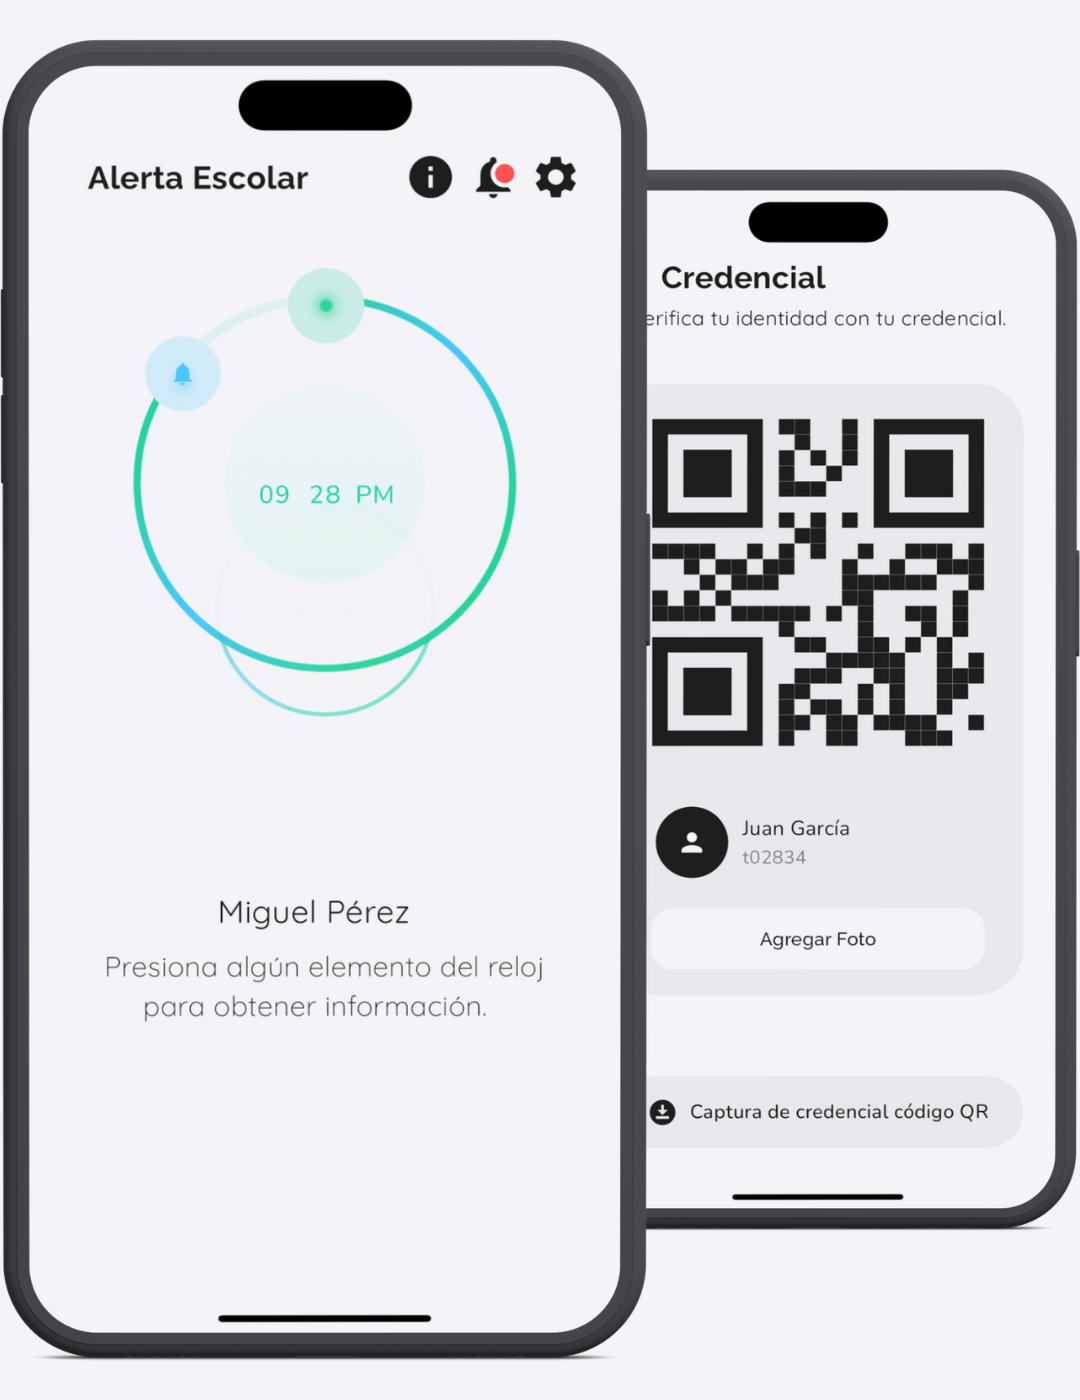 Alerta Escolar
09 28 PM
Miguel Pérez
Presiona algún elemento del reloj
para obtener información.
Credencial
tu identidad con tu credencial.
Juan García
t02834
Agregar Foto
Captura de credencial código QR